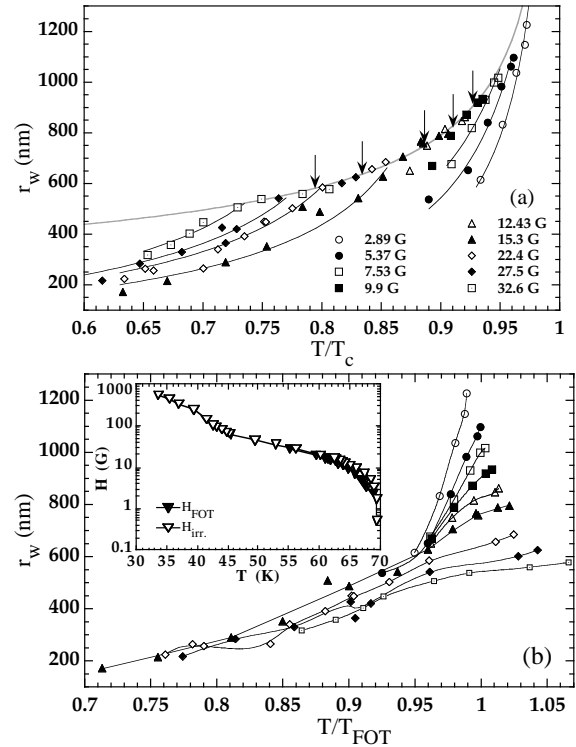 1200
1000
800
600
400
200
r_w (nm)
(a)
2.89 G
5.37 G
7.53 G
9.9 G
12.43 G
15.3 G
22.4 G
27.5 G
32.6 G
0.6 0.65 0.7 0.75 0.8 0.85 0.9 0.95 1
T/T_c
1200
1000
800
600
400
200
r_w (nm)
1000
100
10
1
0.1
H (G)
H_FOT
H_irr.
30 35 40 45 50 55 60 65 70
T (K)
(b)
0.7 0.75 0.8 0.85 0.9 0.95 1 1.05
T/T_FOT